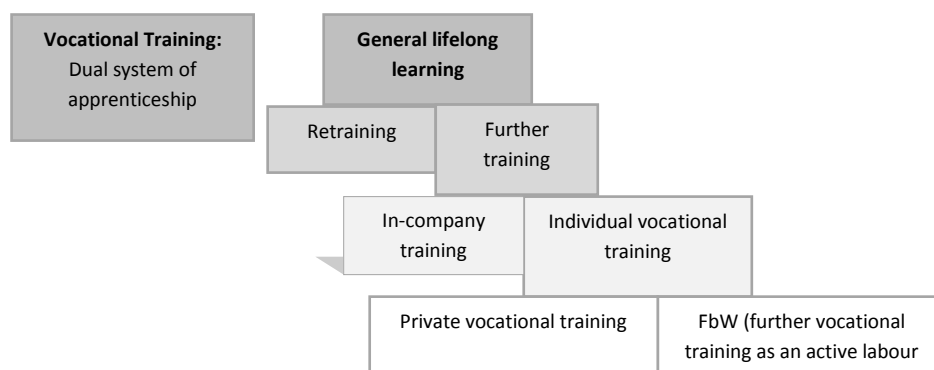 Vocational Training:
Dual system of
apprenticeship
General lifelong
learning
Retraining
Further
training
In-company
training
Individual vocational
training
Private vocational training
FbW (further vocational
training as an active labour